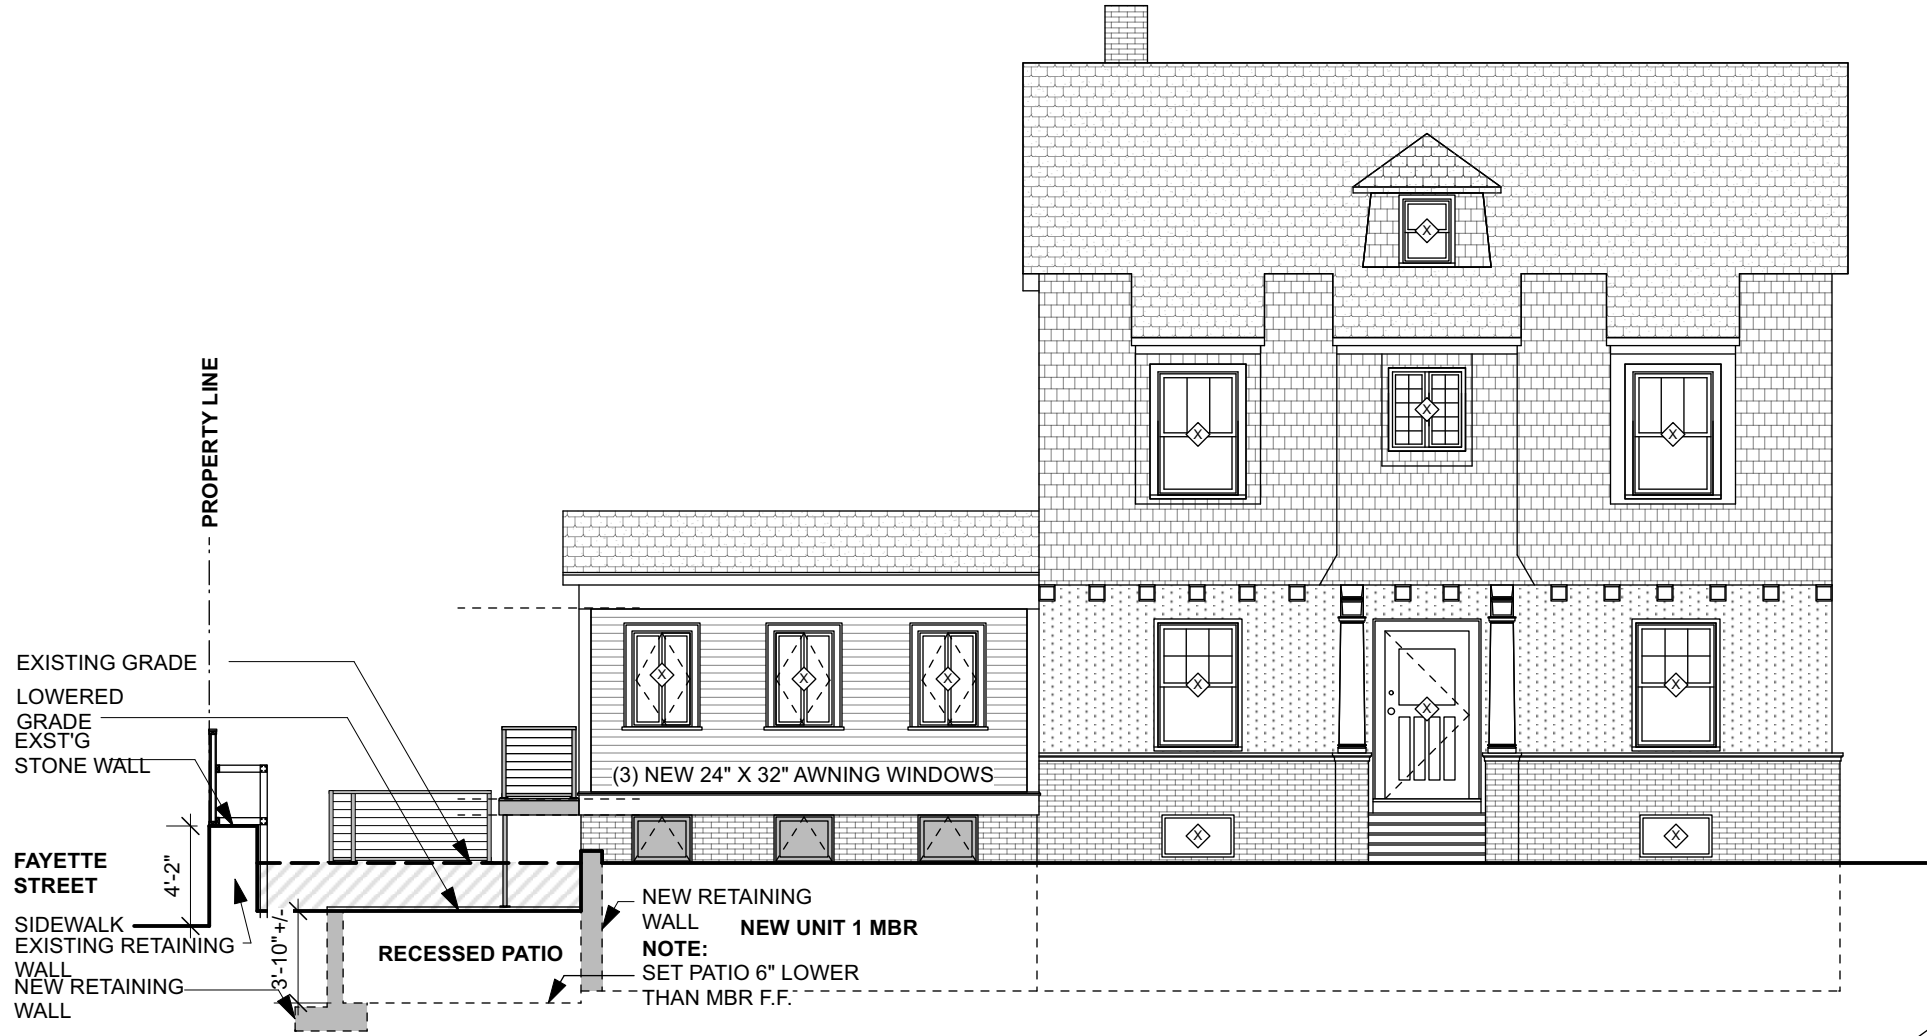 PROPERTY LINE
EXISTING GRADE
LOWERED
GRADE
EXST'G
STONE WALL
(3) NEW 24" X 32" AWNING WINDOWS
FAYETTE
STREET
4'-2"
SIDEWALK
EXISTING RETAINING
WALL
NEW RETAINING
WALL
3'-10"+/-
RECESSED PATIO
NEW RETAINING
WALL
NEW UNIT 1 MBR
NOTE:
SET PATIO 6" LOWER
THAN MBR F.F.
X
X
X
X
X
X
X
X
X
X
X
X